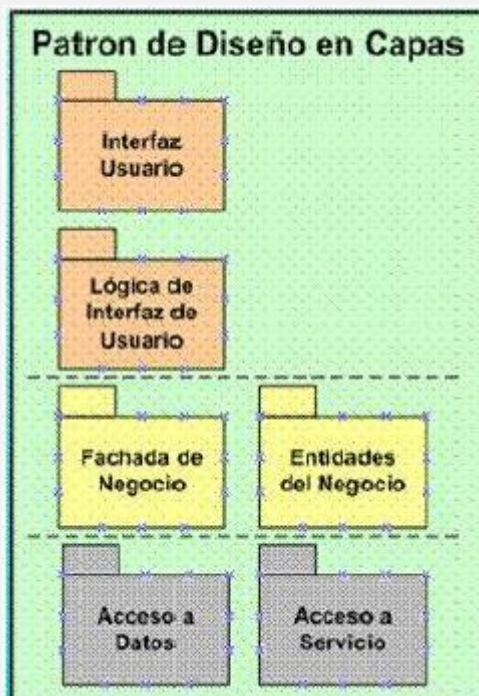 Patron de Diseño en Capas
Interfaz
Usuario
Lógica de
Interfaz de
Usuario
Fachada de
Negocio
Entidades
del Negocio
Acceso a
Datos
Acceso a
Servicio